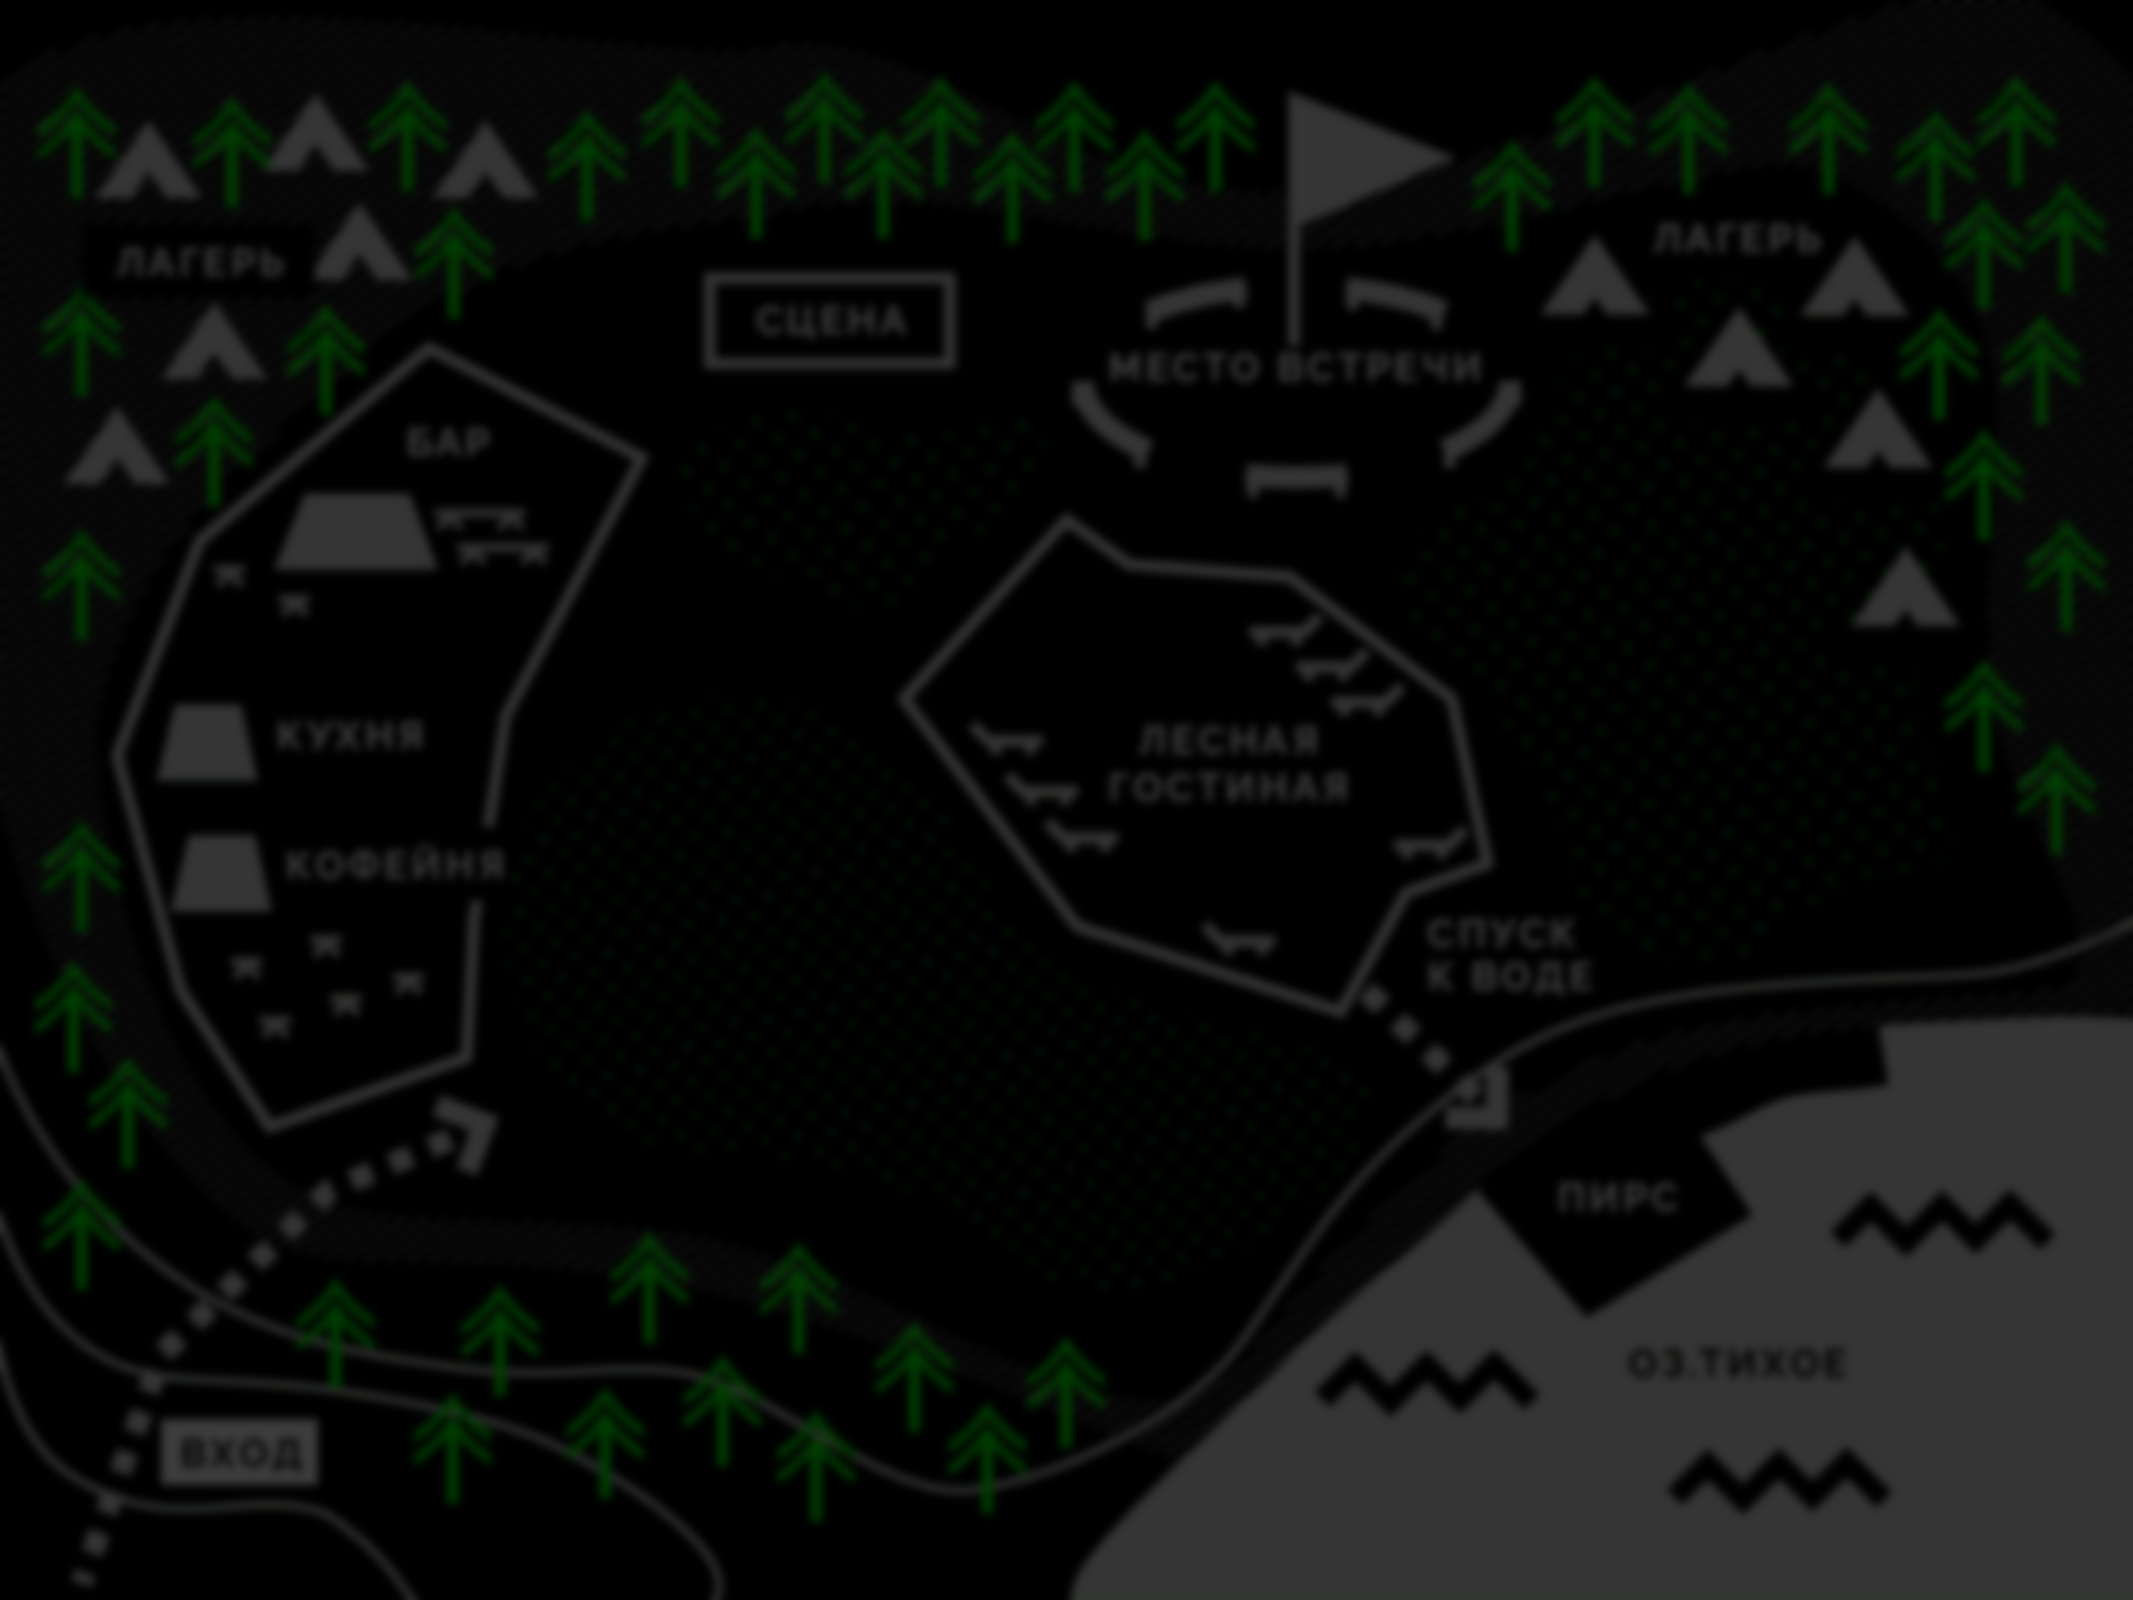 ЛАГЕРЬ
ЛАГЕРЬ
СЦЕНА
МЕСТО ВСТРЕЧИ
БАР
КУХНЯ
ЛЕСНАЯ
ГОСТИНАЯ
КОФЕЙНЯ
СПУСК
К ВОДЕ
ПИРС
ОЗ.ТИХОЕ
ВХОД